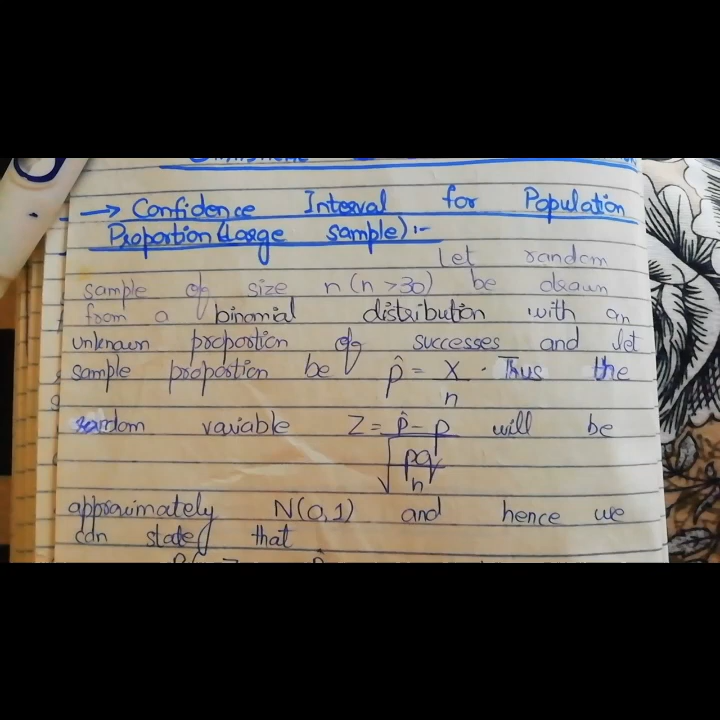 → Confidence Interval for Population
Proportion (large sample):-
Let random
sample of size n (n >30) be drawn
from a binomial distribution with an
unknown proportion of successes and let
sample proportion be p̂ = X/n . Thus the
random variable Z = (p̂ - p)/√(pq/n) will be
approximately N(0,1) and hence we
can state that